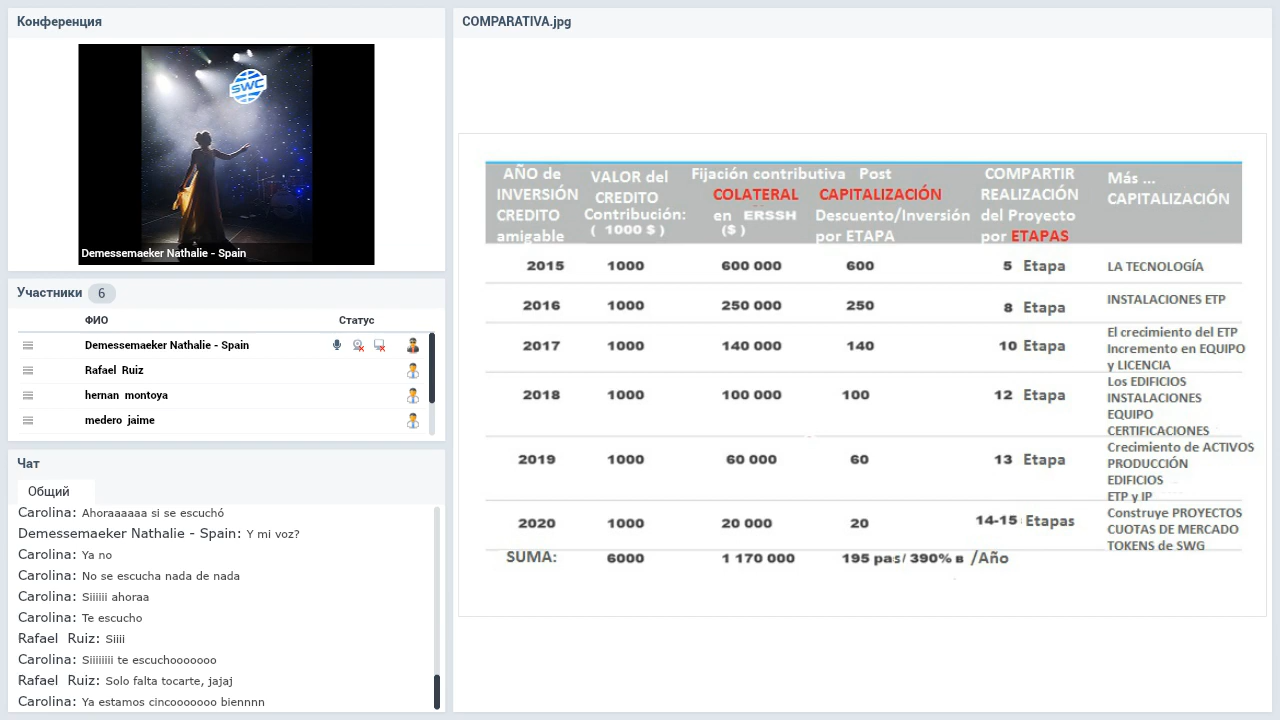 Конференция
SWC
Demessemaeker Nathalie - Spain
Участники 6
ФИО Статус
Demessemaeker Nathalie - Spain
Rafael Ruiz
hernan montoya
medero jaime
Чат
Общий
Carolina: Ahoraaaaaa si se escuchó
Demessemaeker Nathalie - Spain: Y mi voz?
Carolina: Ya no
Carolina: No se escucha nada de nada
Carolina: Siiiiii ahoraa
Carolina: Te escucho
Rafael Ruiz: Siiii
Carolina: Siiiiiiii te escuchooooooo
Rafael Ruiz: Solo falta tocarte, jajaj
Carolina: Ya estamos cincooooooo biennnn
COMPARATIVA.jpg
AÑO de
INVERSIÓN
CREDITO
amigable
VALOR del
CREDITO
Contribución:
( 1000 $ )
Fijación contributiva Post
COLATERAL
en ERSSH
($ )
CAPITALIZACIÓN
Descuento/Inversión
por ETAPA
COMPARTIR
REALIZACIÓN
del Proyecto
por ETAPAS
Más ...
CAPITALIZACIÓN
2015 1000 600 000 600 5 Etapa LA TECNOLOGÍA
2016 1000 250 000 250 8 Etapa INSTALACIONES ETP
2017 1000 140 000 140 10 Etapa
El crecimiento del ETP
Incremento en EQUIPO
y LICENCIA
2018 1000 100 000 100 12 Etapa
Los EDIFICIOS
INSTALACIONES
EQUIPO
CERTIFICACIONES
2019 1000 60 000 60 13 Etapa
Crecimiento de ACTIVOS
PRODUCCIÓN
EDIFICIOS
ETP y IP
2020 1000 20 000 20 14-15 Etapas
Construye PROYECTOS
CUOTAS DE MERCADO
TOKENS de SWG
SUMA: 6000 1 170 000 195 pas/ 390% в /Año